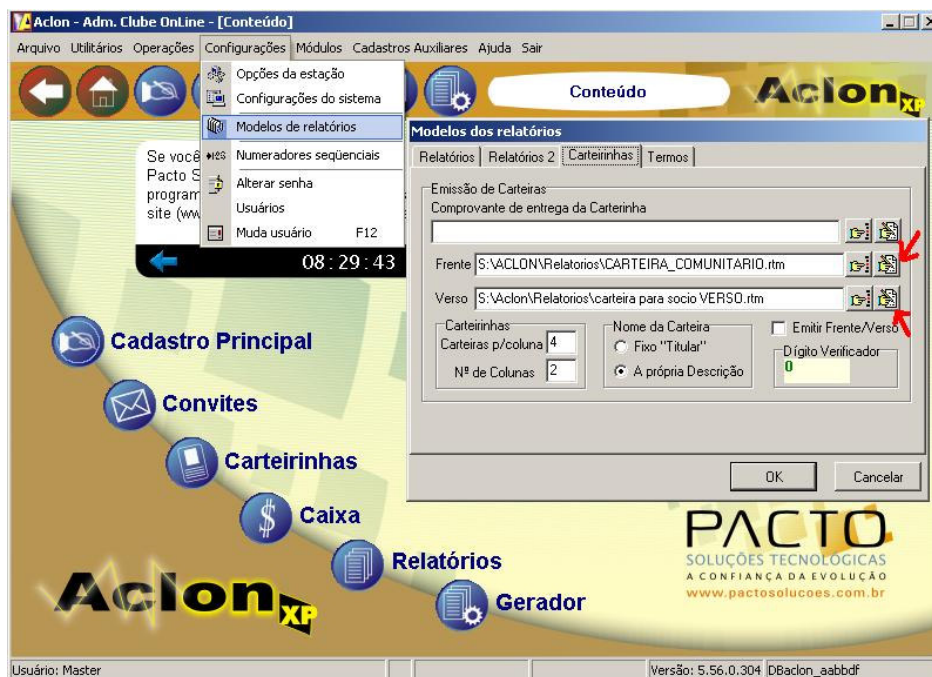 Aclon - Adm. Clube OnLine - [Conteúdo]
Arquivo Utilitários Operações Configurações Módulos Cadastros Auxiliares Ajuda Sair
Opções da estação
Configurações do sistema
Modelos de relatórios
Numeradores seqüenciais
Alterar senha
Usuários
Muda usuário F12
Conteúdo
Aclon XP
Se você
Pacto S
program
site (ww
08:29:43
Modelos dos relatórios
Relatórios Relatórios 2 Carteirinhas Termos
Emissão de Carteiras
Comprovante de entrega da Carterinha
Frente S:\ACLON\Relatorios\CARTEIRA_COMUNITARIO.rtm
Verso S:\Aclon\Relatorios\carteira para socio VERSO.rtm
Carteirinhas
Carteiras p/coluna 4
Nº de Colunas 2
Nome da Carteira
Fixo "Titular"
A própria Descrição
Emitir Frente/Verso
Dígito Verificador
0
OK Cancelar
Cadastro Principal
Convites
Carteirinhas
Caixa
Relatórios
Gerador
Aclon XP
PACTO
SOLUÇÕES TECNOLÓGICAS
A CONFIANÇA DA EVOLUÇÃO
www.pactosolucoes.com.br
Usuário: Master
Versão: 5.56.0.304 DBaclon_aabbdf